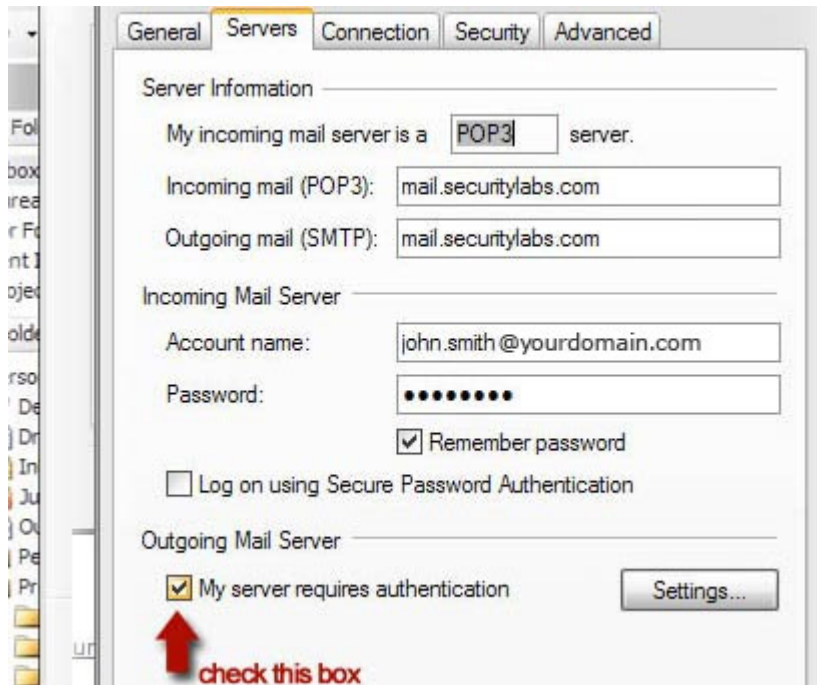 General Servers Connection Security Advanced
Server Information
My incoming mail server is a POP3 server.
Incoming mail (POP3): mail.securitylabs.com
Outgoing mail (SMTP): mail.securitylabs.com
Incoming Mail Server
Account name: john.smith@yourdomain.com
Password: ••••••••
Remember password
Log on using Secure Password Authentication
Outgoing Mail Server
My server requires authentication Settings...
check this box